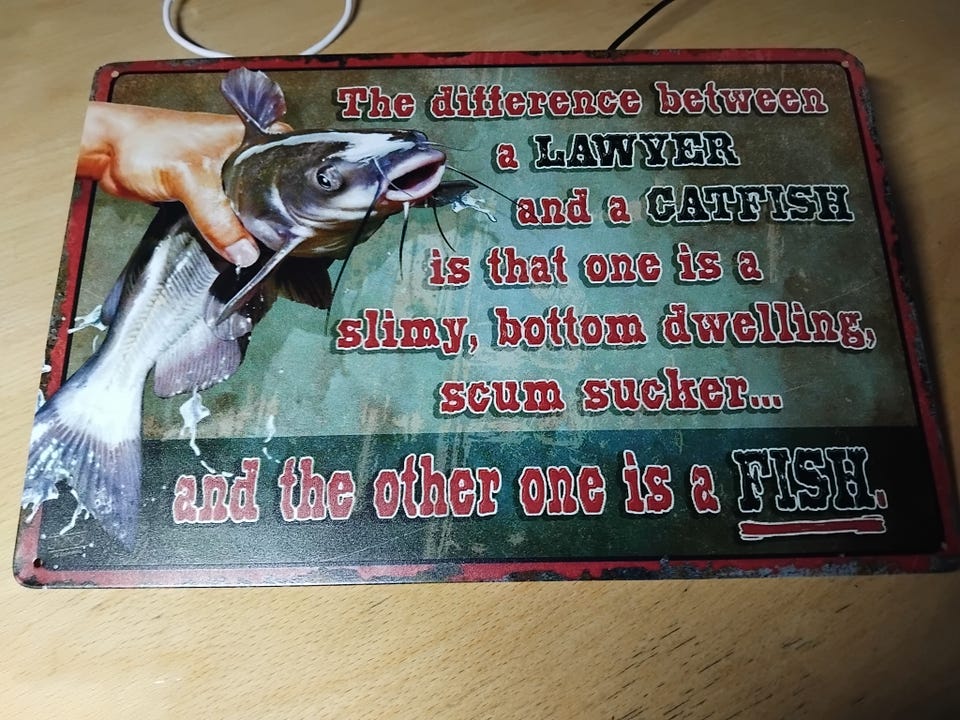 The difference between
a LAWYER
and a CATFISH
is that one is a
slimy, bottom dwelling,
scum sucker...
and the other one is a FISH.